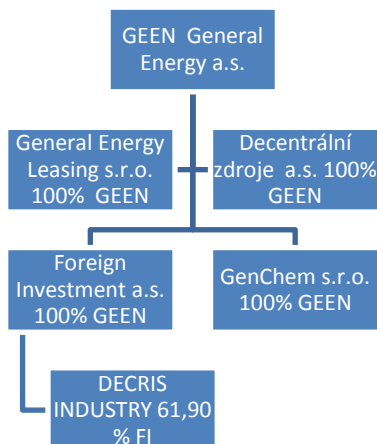 GEEN General
Energy a.s.
General Energy
Leasing s.r.o.
100% GEEN
Decentrální
zdroje a.s. 100%
GEEN
Foreign
Investment a.s.
100% GEEN
GenChem s.r.o.
100% GEEN
DECRIS
INDUSTRY 61,90
% FI